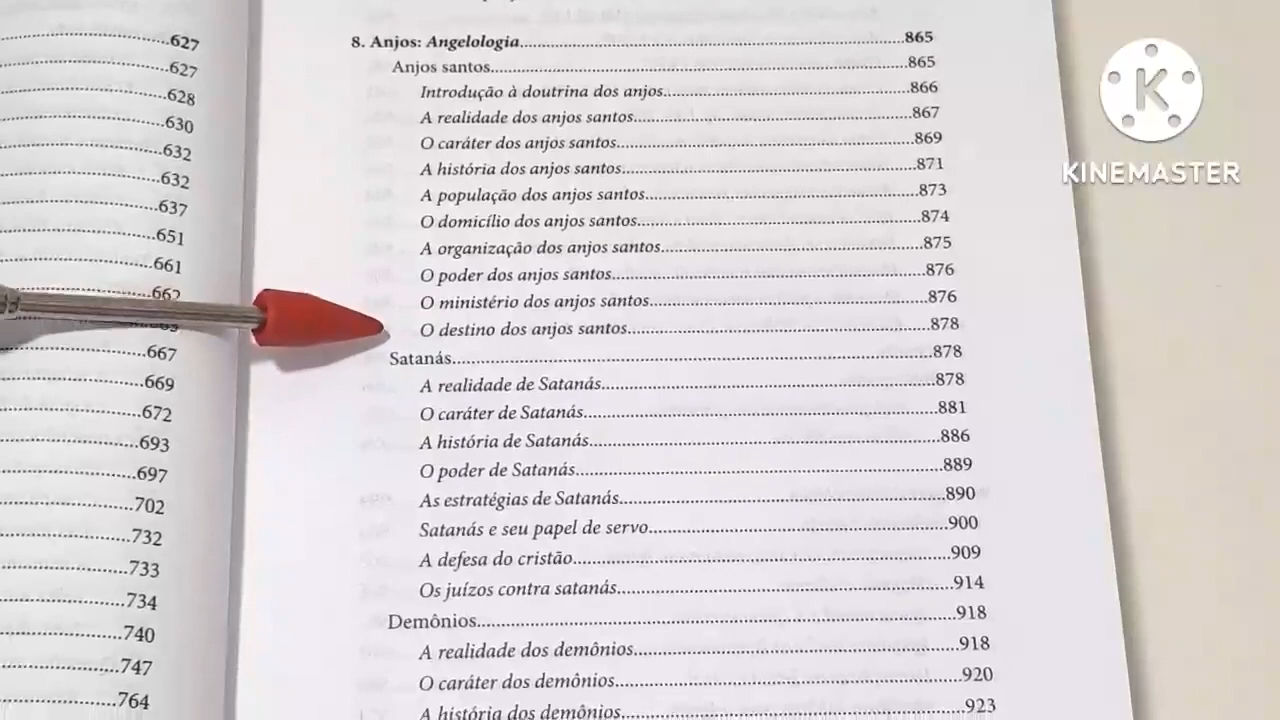 627
627
628
630
632
632
637
651
661
662
667
669
672
693
697
702
732
733
734
740
747
764
8. Anjos: Angelologia........865
Anjos santos........865
Introdução à doutrina dos anjos........866
A realidade dos anjos santos........867
O caráter dos anjos santos........869
A história dos anjos santos........871
A população dos anjos santos........873
O domicílio dos anjos santos........874
A organização dos anjos santos........875
O poder dos anjos santos........876
O ministério dos anjos santos........876
O destino dos anjos santos........878
Satanás........878
A realidade de Satanás........878
O caráter de Satanás........881
A história de Satanás........886
O poder de Satanás........889
As estratégias de Satanás........890
Satanás e seu papel de servo........900
A defesa do cristão........909
Os juízos contra satanás........914
Demônios........918
A realidade dos demônios........918
O caráter dos demônios........920
A história dos demônios........923
K
KINEMASTER